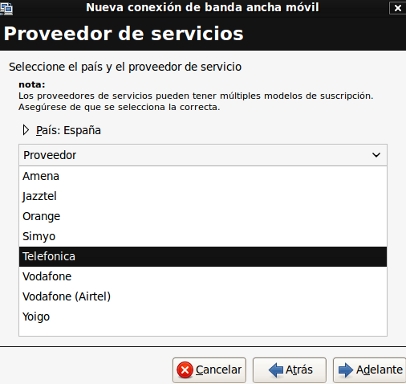 Nueva conexión de banda ancha móvil
Proveedor de servicios
Seleccione el país y el proveedor de servicio
nota:
Los proveedores de servicios pueden tener múltiples modelos de suscripción.
Asegúrese de que se selecciona la correcta.
País: España
Proveedor
Amena
Jazztel
Orange
Simyo
Telefonica
Vodafone
Vodafone (Airtel)
Yoigo
Cancelar Atrás Adelante